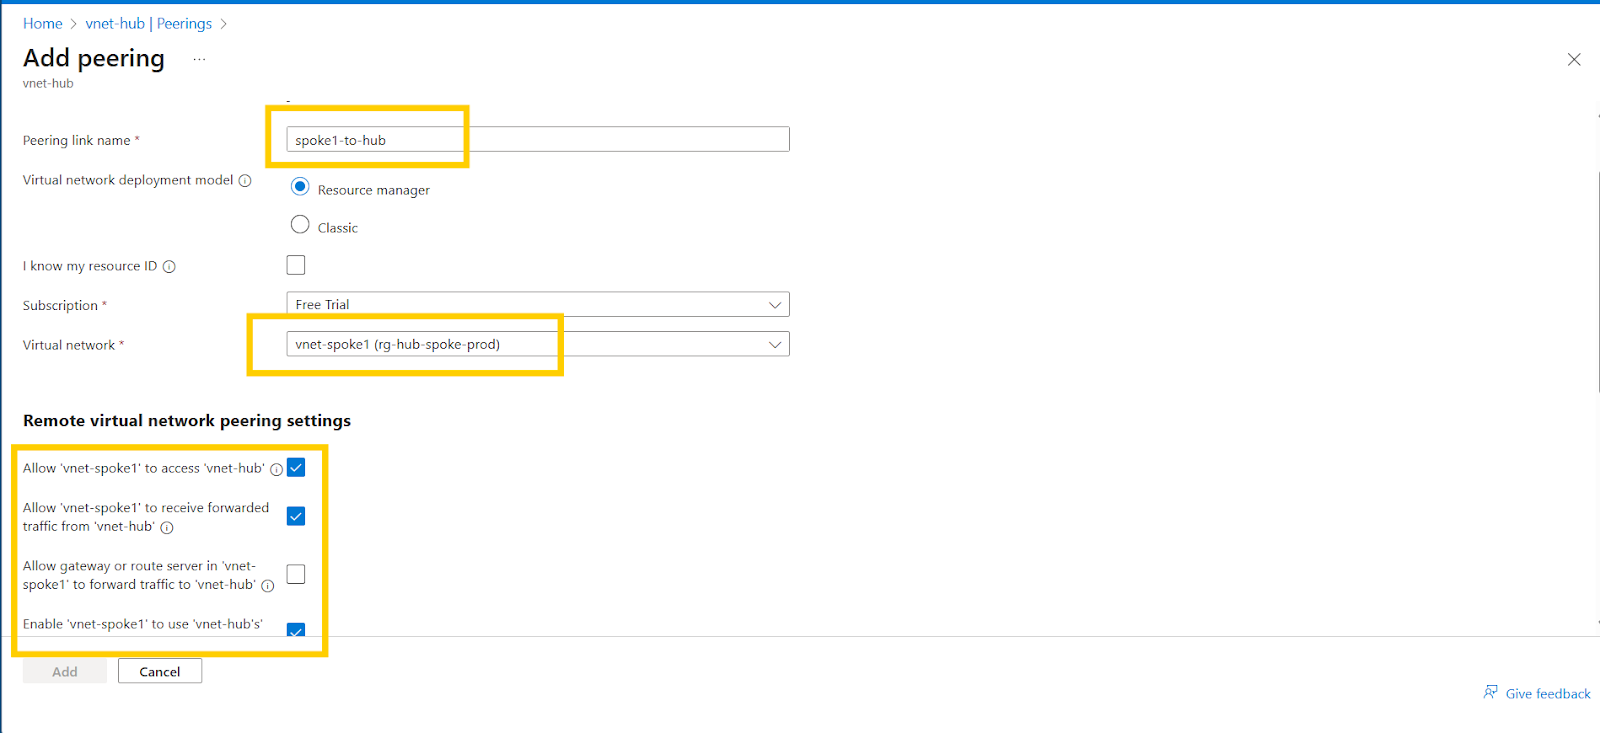 Home > vnet-hub | Peerings >
Add peering ...
vnet-hub
Peering link name *
spoke1-to-hub
Virtual network deployment model
Resource manager
Classic
I know my resource ID
Subscription *
Free Trial
Virtual network *
vnet-spoke1 (rg-hub-spoke-prod)
Remote virtual network peering settings
Allow 'vnet-spoke1' to access 'vnet-hub'
Allow 'vnet-spoke1' to receive forwarded
traffic from 'vnet-hub'
Allow gateway or route server in 'vnet-
spoke1' to forward traffic to 'vnet-hub'
Enable 'vnet-spoke1' to use 'vnet-hub's'
Add
Cancel
Give feedback